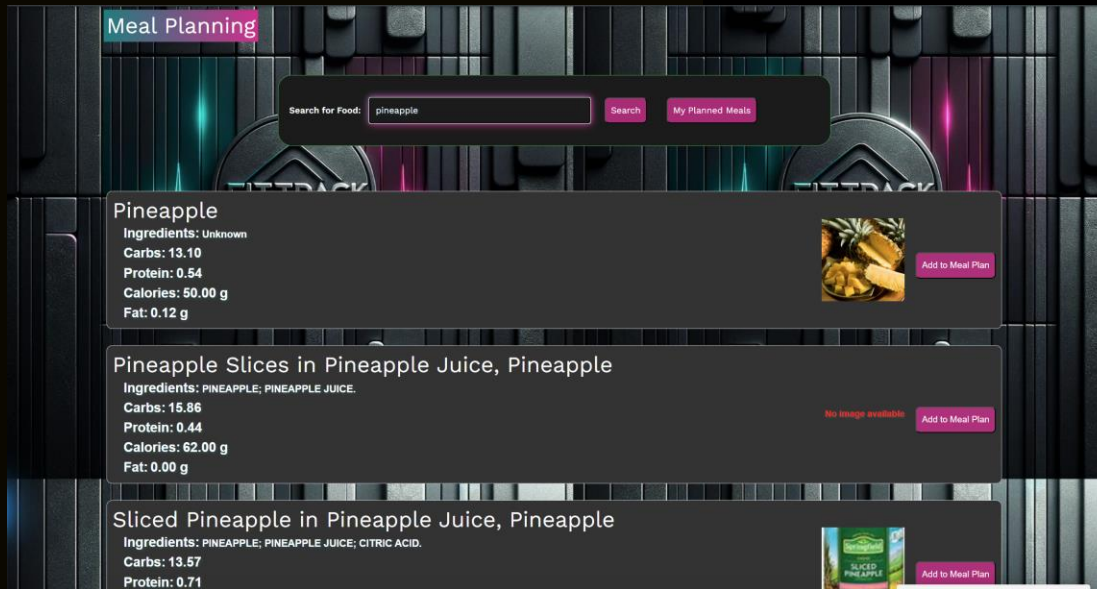 Meal Planning
Search for Food: pineapple Search My Planned Meals
FITTRACK FITTRACK
Pineapple
Ingredients: Unknown
Carbs: 13.10
Protein: 0.54
Calories: 50.00 g
Fat: 0.12 g
Add to Meal Plan
Pineapple Slices in Pineapple Juice, Pineapple
Ingredients: PINEAPPLE; PINEAPPLE JUICE.
Carbs: 15.86
Protein: 0.44
Calories: 62.00 g
Fat: 0.00 g
No image available
Add to Meal Plan
Sliced Pineapple in Pineapple Juice, Pineapple
Ingredients: PINEAPPLE; PINEAPPLE JUICE; CITRIC ACID.
Carbs: 13.57
Protein: 0.71
Springfield
SLICED
PINEAPPLE
Add to Meal Plan